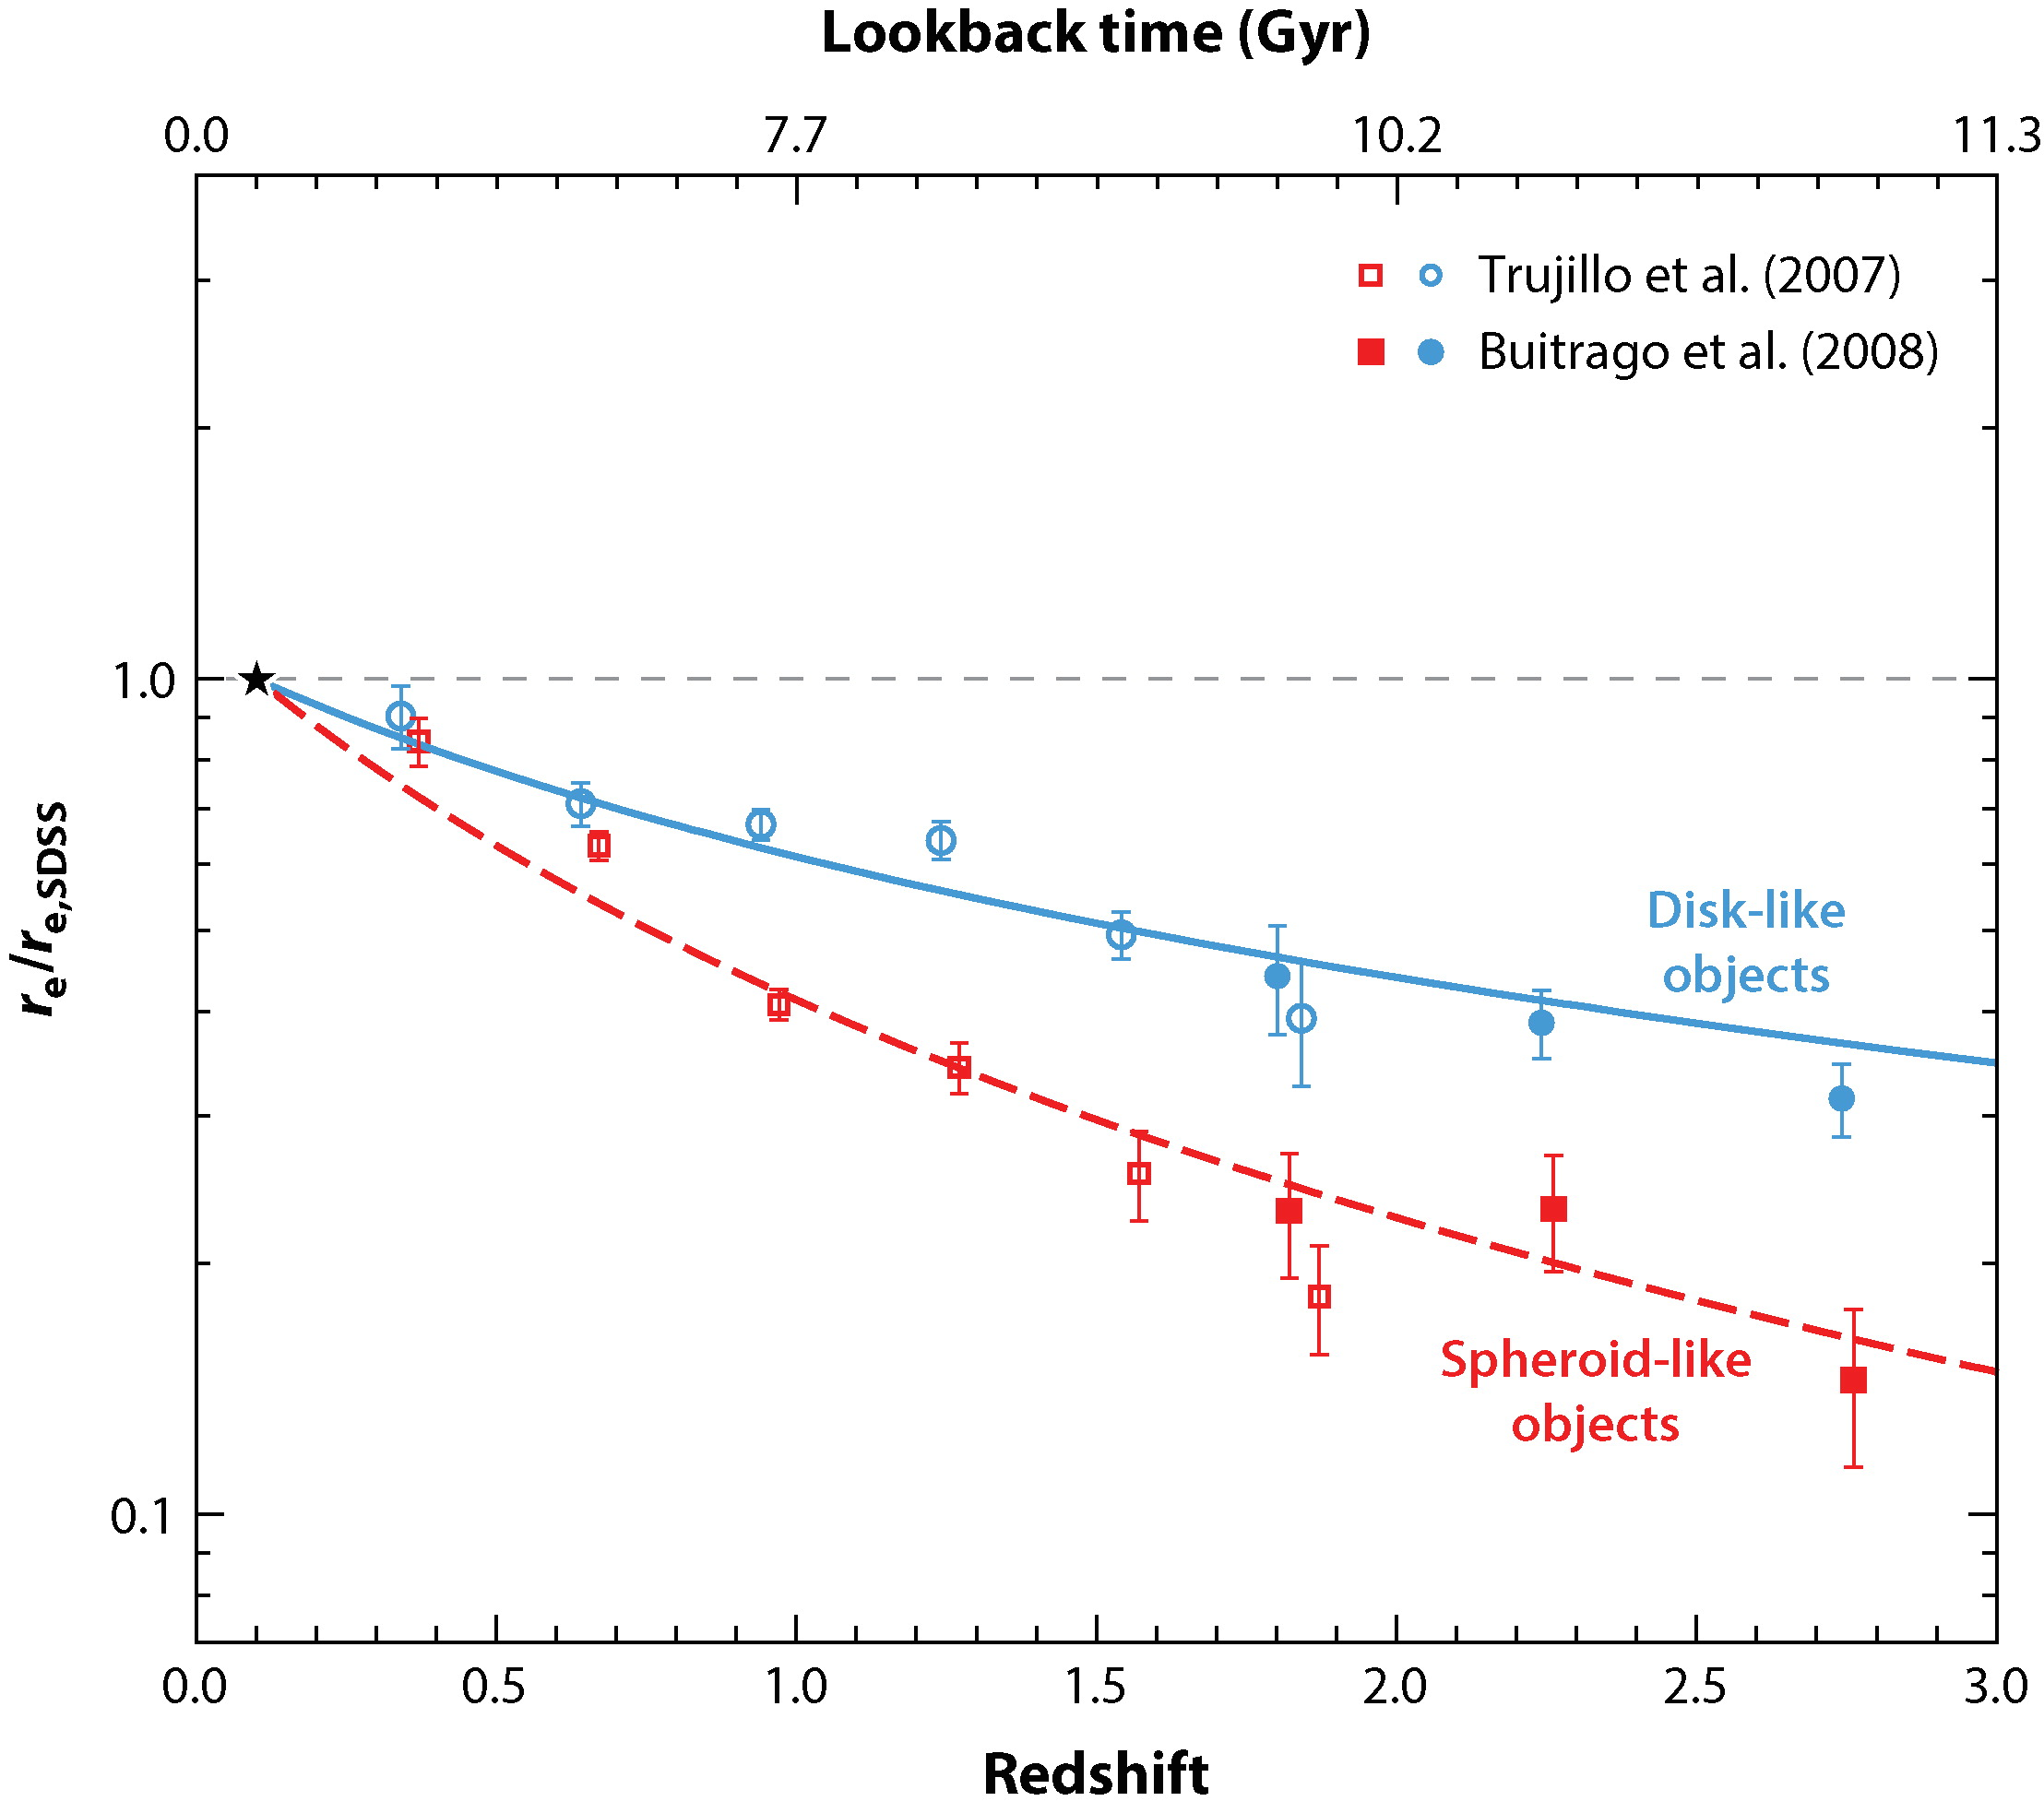 Lookback time (Gyr)
0.0 7.7 10.2 11.3
Trujillo et al. (2007)
Buitrago et al. (2008)
1.0
0.1
re/re,SDSS
Disk-like
objects
Spheroid-like
objects
0.0 0.5 1.0 1.5 2.0 2.5 3.0
Redshift